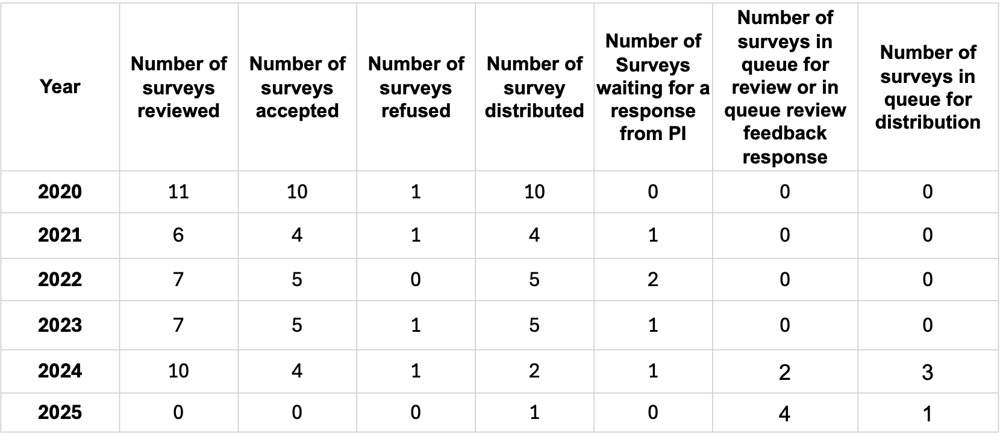 Year
Number of
surveys
reviewed
Number of
surveys
accepted
Number of
surveys
refused
Number of
survey
distributed
Number of
Surveys
waiting for a
response
from PI
Number of
surveys in
queue for
review or in
queue review
feedback
response
Number of
surveys in
queue for
distribution
2020 11 10 1 10 0 0 0
2021 6 4 1 4 1 0 0
2022 7 5 0 5 2 0 0
2023 7 5 1 5 1 0 0
2024 10 4 1 2 1 2 3
2025 0 0 0 1 0 4 1